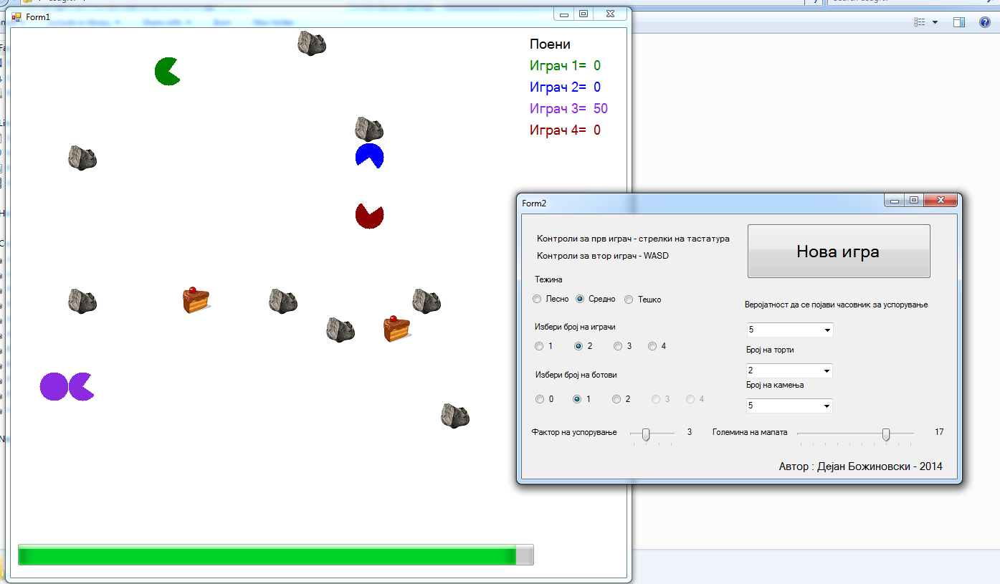 Form1
Поени
Играч 1= 0
Играч 2= 0
Играч 3= 50
Играч 4= 0
Form2
Контроли за прв играч - стрелки на тастатура
Контроли за втор играч - WASD
Нова игра
Тежина
Лесно Средно Тешко
Веројатност да се појави часовник за успорување
5
Избери број на играчи
1 2 3 4
Број на торти
2
Избери број на ботови
0 1 2 3 4
Број на камења
5
Фактор на успорување 3
Големина на мапата 17
Автор : Дејан Божиновски - 2014